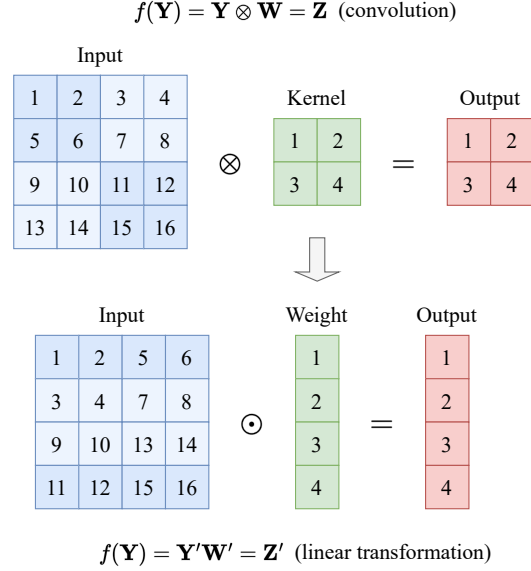 f(Y) = Y ⊗ W = Z (convolution)
Input
Kernel
Output
1 2 3 4
5 6 7 8
9 10 11 12
13 14 15 16
⊗
1 2
3 4
=
1 2
3 4
Input
Weight
Output
1 2 5 6
3 4 7 8
9 10 13 14
11 12 15 16
⊙
1
2
3
4
=
1
2
3
4
f(Y) = Y′W′ = Z′ (linear transformation)